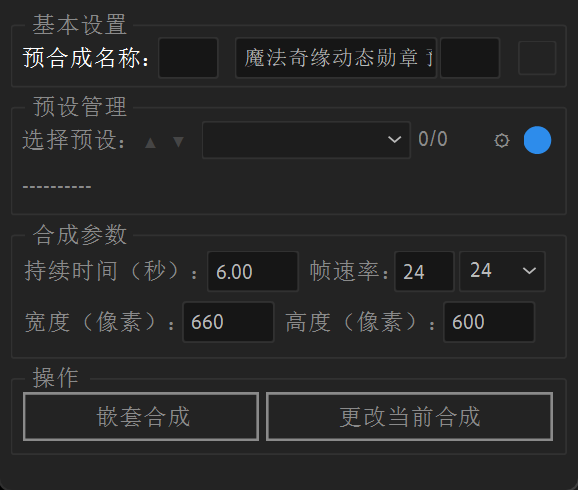 基本设置
预合成名称： 魔法奇缘动态勋章
预设管理
选择预设： ▲ ▼ 0/0
----------
合成参数
持续时间（秒）： 6.00 帧速率： 24 24
宽度（像素）： 660 高度（像素）： 600
操作
嵌套合成 更改当前合成